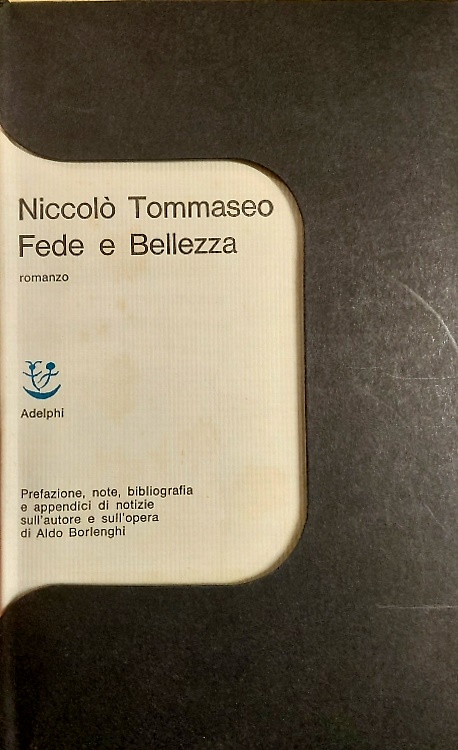 Niccolò Tommaseo
Fede e Bellezza
romanzo
Adelphi
Prefazione, note, bibliografia
e appendici di notizie
sull'autore e sull'opera
di Aldo Borlenghi